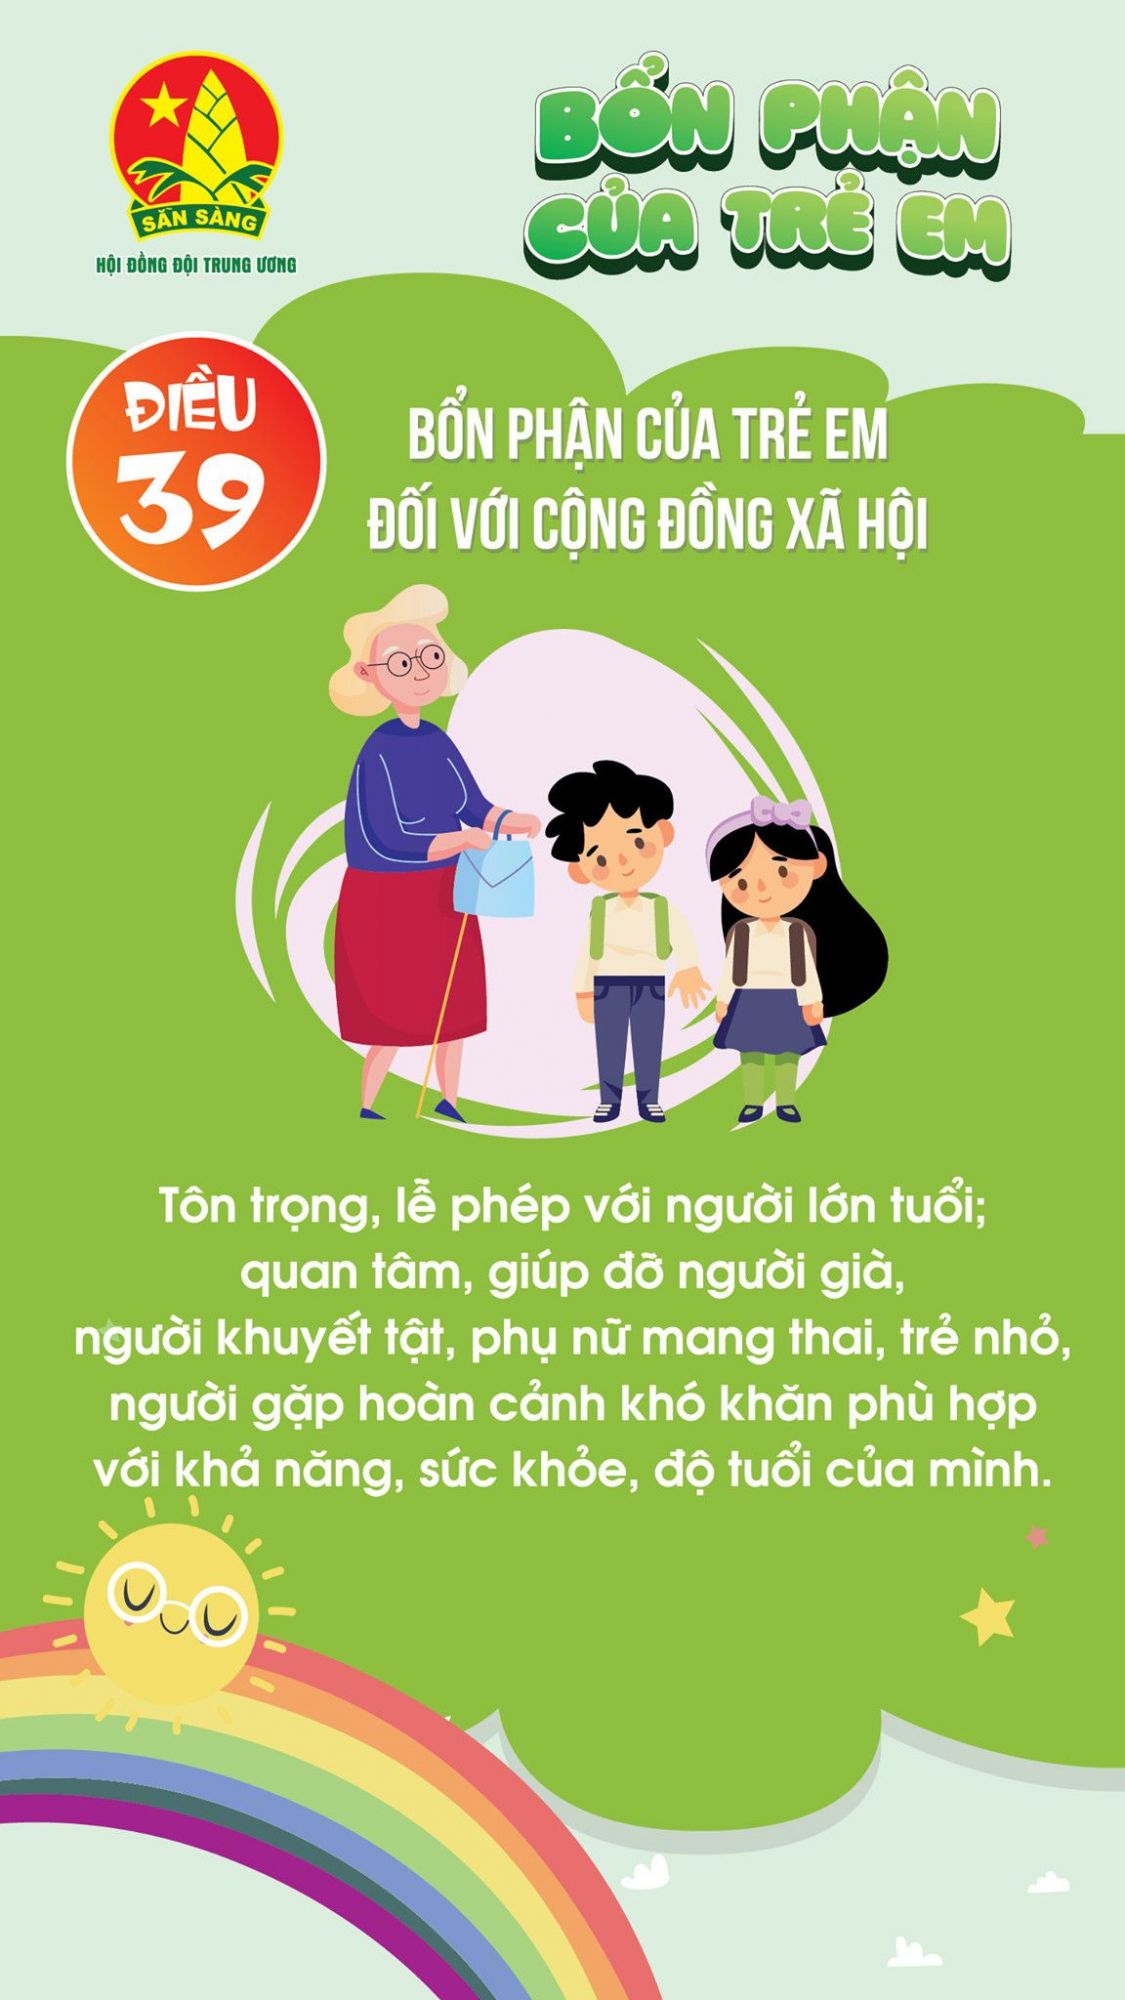 SẴN SÀNG
HỘI ĐỒNG ĐỘI TRUNG ƯƠNG
BỔN PHẬN
CỦA TRẺ EM
ĐIỀU
39
BỔN PHẬN CỦA TRẺ EM
ĐỐI VỚI CỘNG ĐỒNG XÃ HỘI
Tôn trọng, lễ phép với người lớn tuổi;
quan tâm, giúp đỡ người già,
người khuyết tật, phụ nữ mang thai, trẻ nhỏ,
người gặp hoàn cảnh khó khăn phù hợp
với khả năng, sức khỏe, độ tuổi của mình.